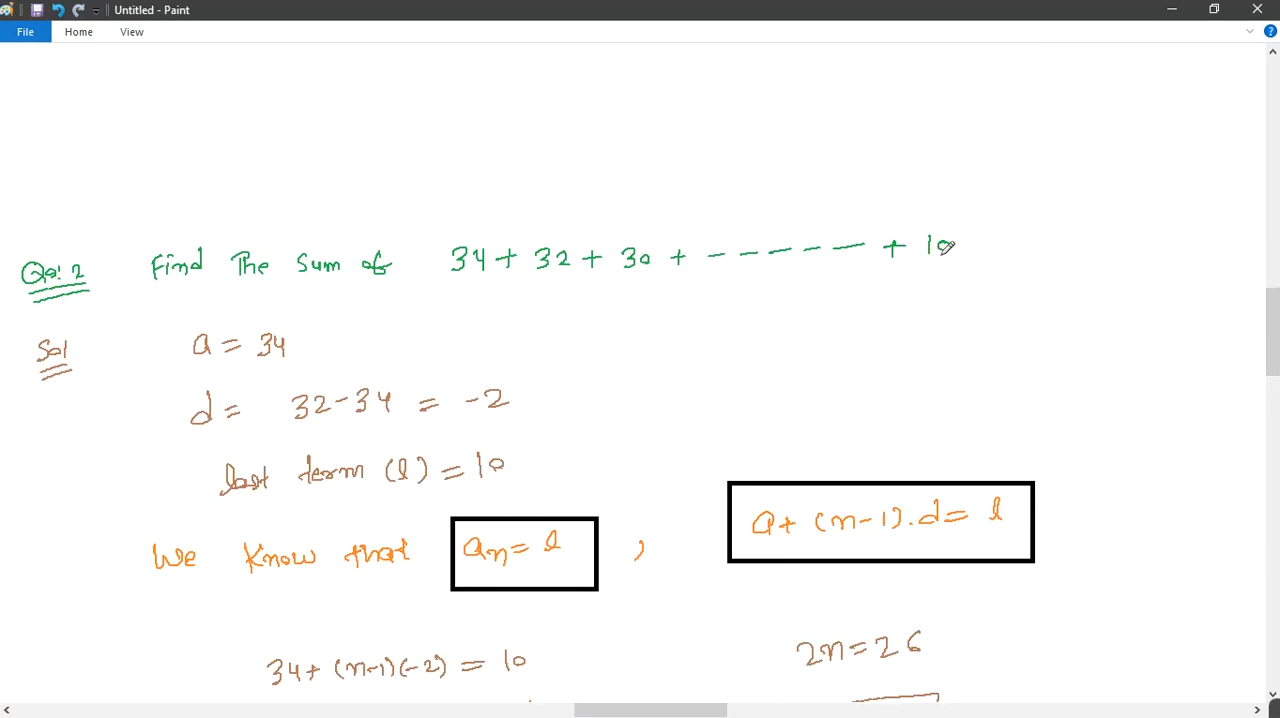 Untitled - Paint
File Home View
Qs: 2 Find The sum of 34 + 32 + 30 + ------ + 10
Sol a = 34
d = 32-34 = -2
last term (l) = 10
We know that an = l , a + (n-1).d = l
34+ (n-1)(-2) = 10
2n = 26